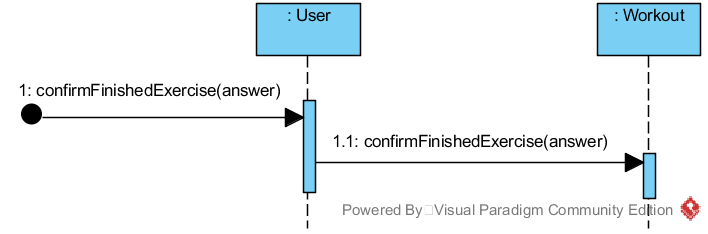 : User
: Workout
1: confirmFinishedExercise(answer)
1.1: confirmFinishedExercise(answer)
Powered By Visual Paradigm Community Edition